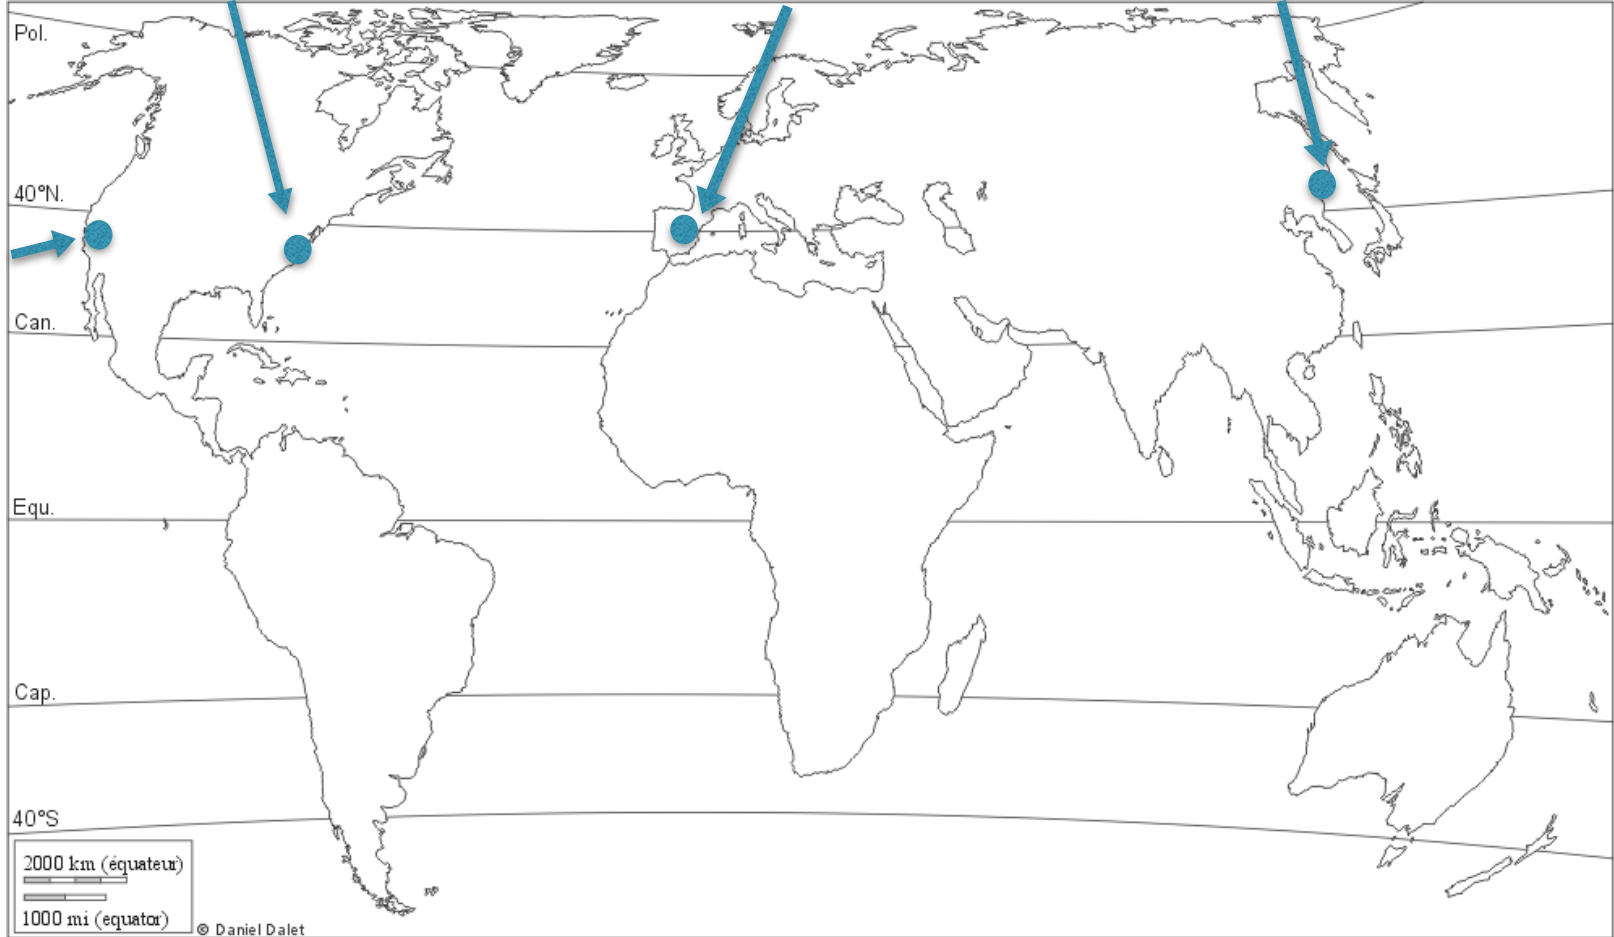 Pol.
40°N.
Can.
Equ.
Cap.
40°S
2000 km (équateur)
1000 mi (equator)
© Daniel Dalet